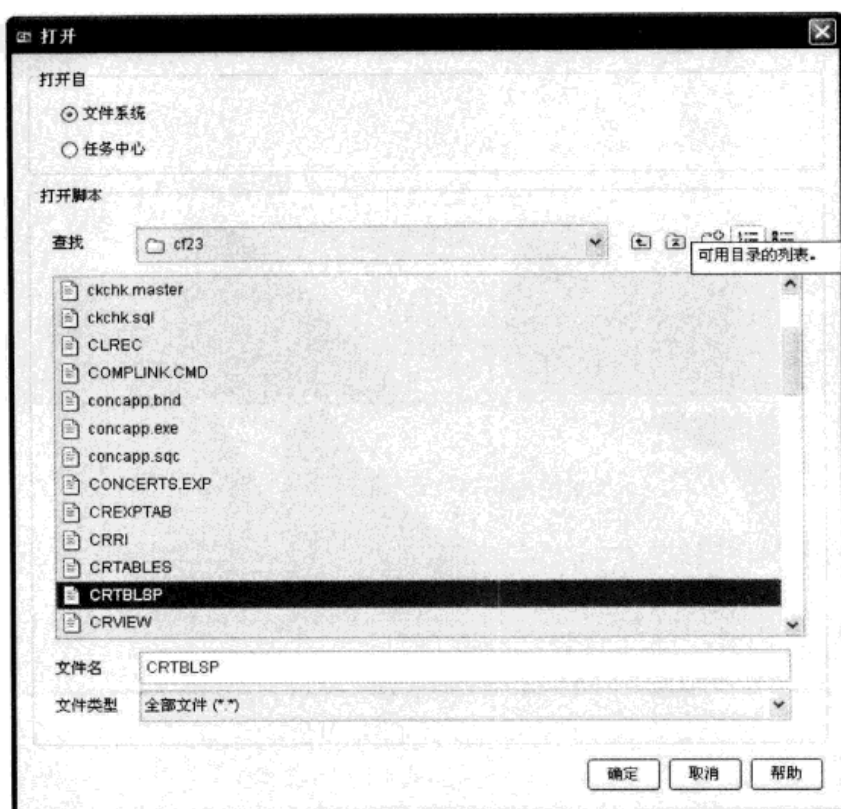 打开
打开自
文件系统
任务中心
打开脚本
查找
cf23
可用目录的列表。
ckchk.master
ckchk.sql
CLREC
COMPLINK.CMD
concapp.bnd
concapp.exe
concapp.sqc
CONCERTS.EXP
CREXPTAB
CRRI
CRTABLES
CRTBLSP
CRVIEW
文件名 CRTBLSP
文件类型 全部文件 (*.*)
确定 取消 帮助